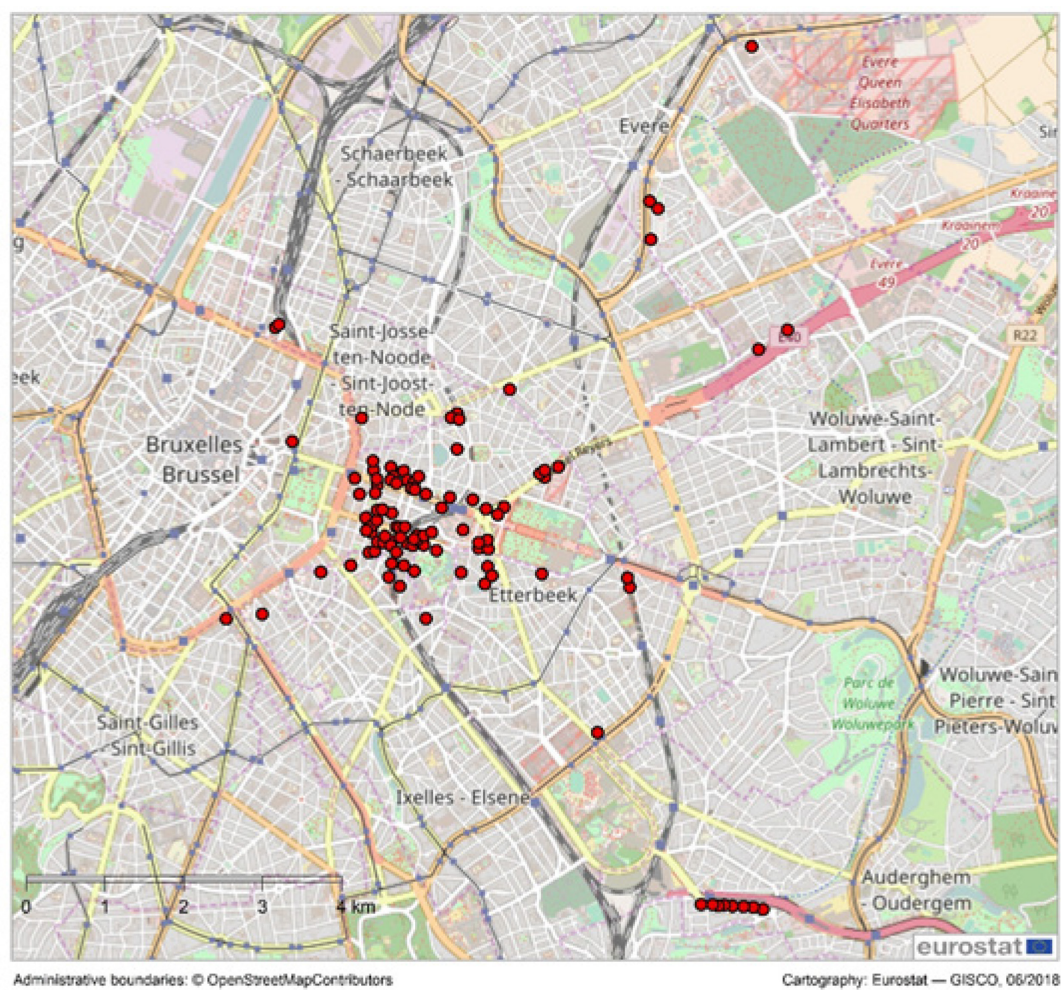 Evere
Queen
Elisabeth
Quarters
Evere
Schaerbeek
- Schaarbeek
Kraaine
20
Kraainem
20
Evere
49
E40
R22
Saint-Josse-
ten-Noode
- Sint-Joost-
ten-Node
eek
Bruxelles
Brussel
Reyers
Woluwe-Saint-
Lambert - Sint-
Lambrechts-
Woluwe
Etterbeek
Parc de
Woluwe
Woluwepark
Woluwe-Sain
Pierre - Sint
Pieters-Woluw
Saint-Gilles
Sint-Gillis
Ixelles - Elsene
Auderghem
- Oudergem
0 1 2 3 4 km
eurostat
Administrative boundaries: © OpenStreetMapContributors
Cartography: Eurostat — GISCO, 06/2018